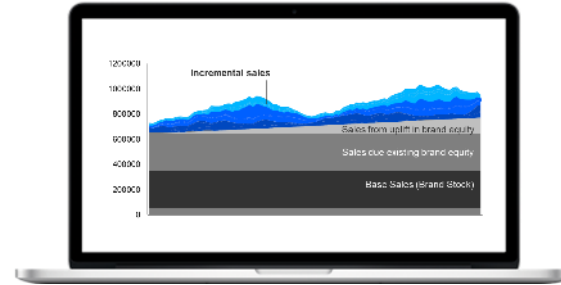 1200000
Incremental sales
1000000
800000
Sales from uplift in brand equity
600000
Sales due existing brand equity
400000
Base Sales (Brand Stock)
200000
0